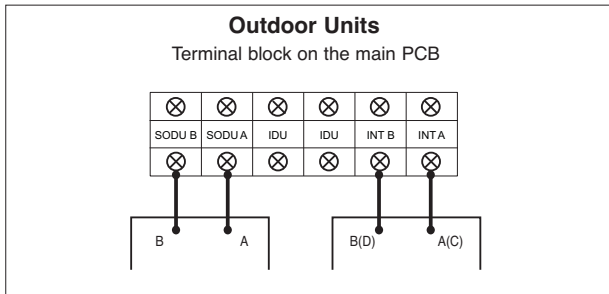 Outdoor Units
Terminal block on the main PCB
SODU B SODU A IDU IDU INT B INT A
B A B(D) A(C)